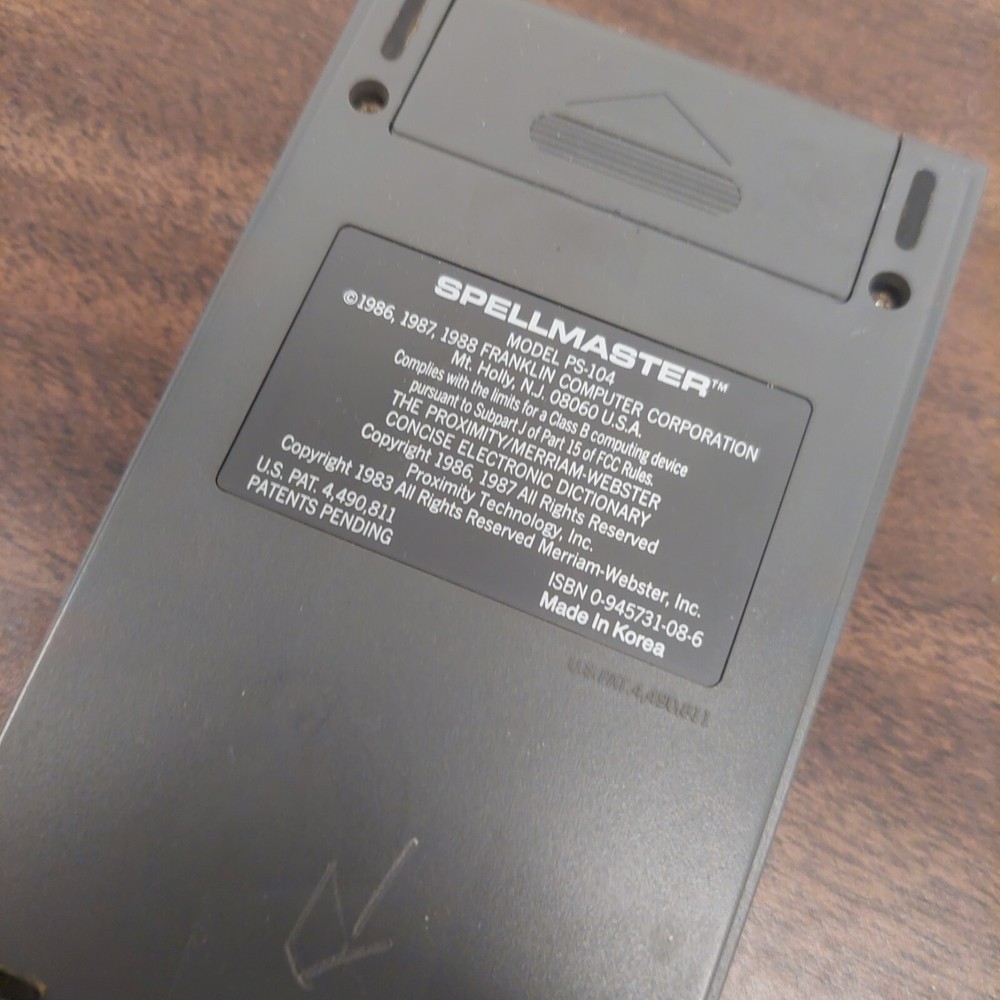 SPELLMASTER™
MODEL PS-104
©1986, 1987, 1988 FRANKLIN COMPUTER CORPORATION
Mt. Holly, N.J. 08060 U.S.A.
Complies with the limits for a Class B computing device
pursuant to Subpart J of Part 15 of FCC Rules.
THE PROXIMITY/MERRIAM-WEBSTER
CONCISE ELECTRONIC DICTIONARY
Copyright 1986, 1987 All Rights Reserved
Proximity Technology, Inc.
Copyright 1983 All Rights Reserved Merriam-Webster, Inc.
U.S. PAT. 4,490,811
PATENTS PENDING
ISBN 0-945731-08-6
Made In Korea
U.S. PAT. 4,490,811